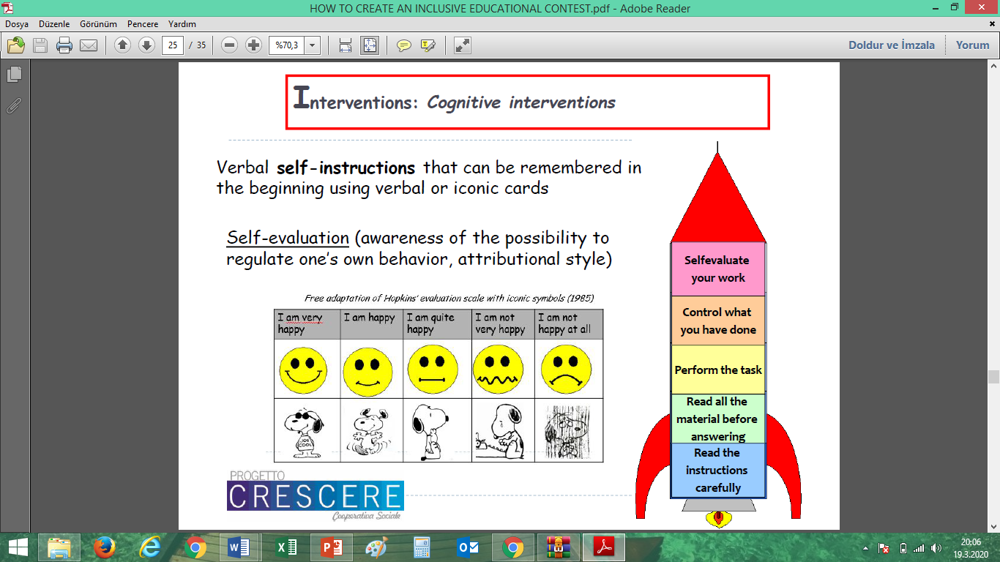 HOW TO CREATE AN INCLUSIVE EDUCATIONAL CONTEST.pdf - Adobe Reader
Dosya Düzenle Görünüm Pencere Yardım
25 / 35 %70,3 Doldur ve İmzala Yorum
Interventions: Cognitive interventions
Verbal self-instructions that can be remembered in
the beginning using verbal or iconic cards
Self-evaluation (awareness of the possibility to
regulate one's own behavior, attributional style)
Free adaptation of Hopkins' evaluation scale with iconic symbols (1985)
I am very
happy
I am happy
I am quite
happy
I am not
very happy
I am not
happy at all
JOE
COOL
PROGETTO
CRESCERE
Cooperativa Sociale
Selfevaluate
your work
Control what
you have done
Perform the task
Read all the
material before
answering
Read the
instructions
carefully
20:06
19.3.2020